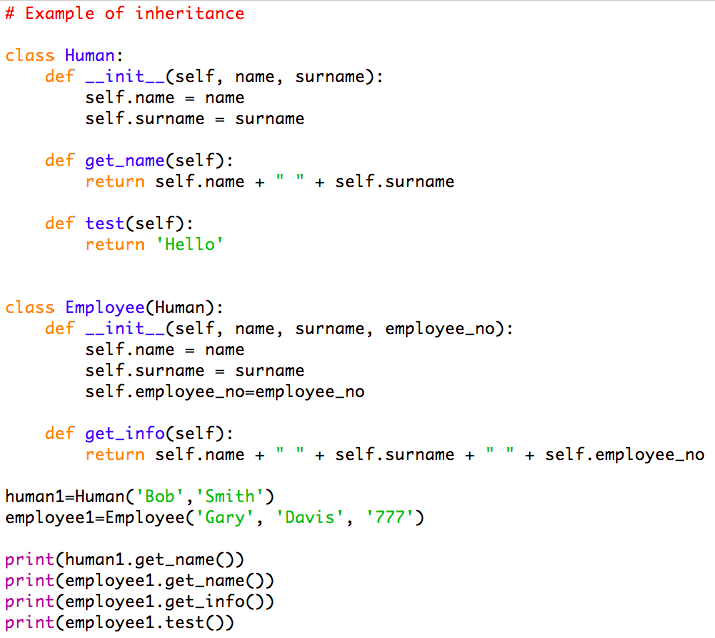 # Example of inheritance

class Human:
    def __init__(self, name, surname):
        self.name = name
        self.surname = surname

    def get_name(self):
        return self.name + " " + self.surname

    def test(self):
        return 'Hello'


class Employee(Human):
    def __init__(self, name, surname, employee_no):
        self.name = name
        self.surname = surname
        self.employee_no=employee_no

    def get_info(self):
        return self.name + " " + self.surname + " " + self.employee_no

human1=Human('Bob','Smith')
employee1=Employee('Gary', 'Davis', '777')

print(human1.get_name())
print(employee1.get_name())
print(employee1.get_info())
print(employee1.test())